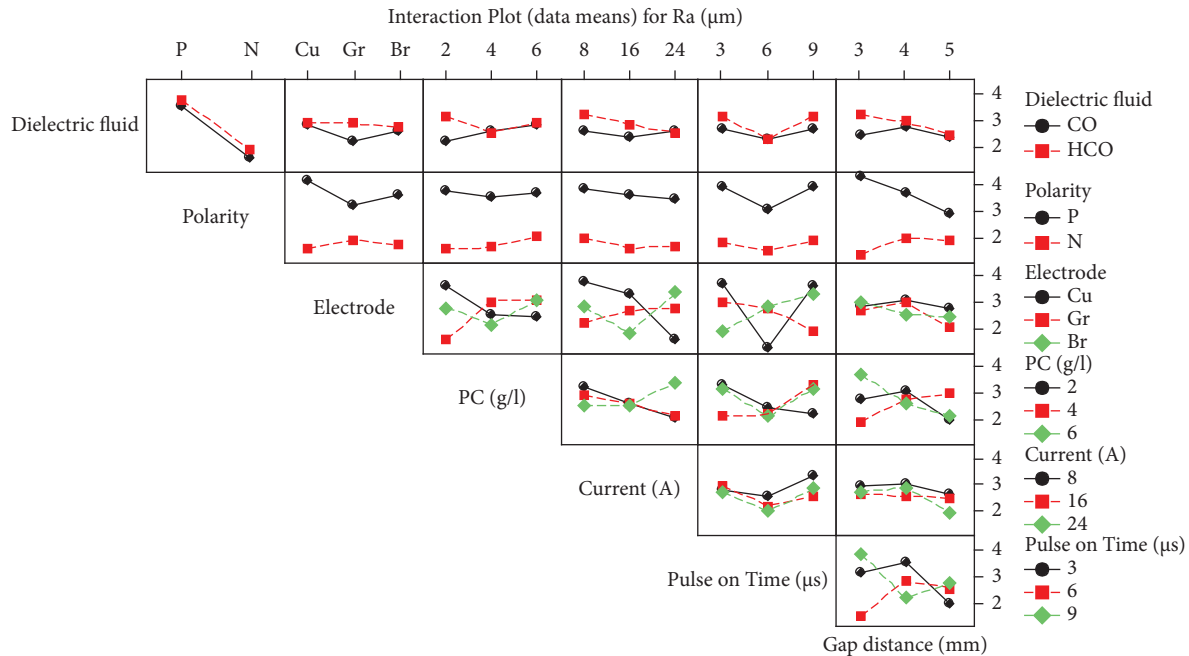 Interaction Plot (data means) for Ra (µm)
P N Cu Gr Br 2 4 6 8 16 24 3 6 9 3 4 5
Dielectric fluid
4
3
2
Dielectric fluid
CO
HCO
Polarity
4
3
2
Polarity
P
N
Electrode
4
3
2
Electrode
Cu
Gr
Br
PC (g/l)
4
3
2
PC (g/l)
2
4
6
Current (A)
4
3
2
Current (A)
8
16
24
Pulse on Time (µs)
4
3
2
Pulse on Time (µs)
3
6
9
Gap distance (mm)